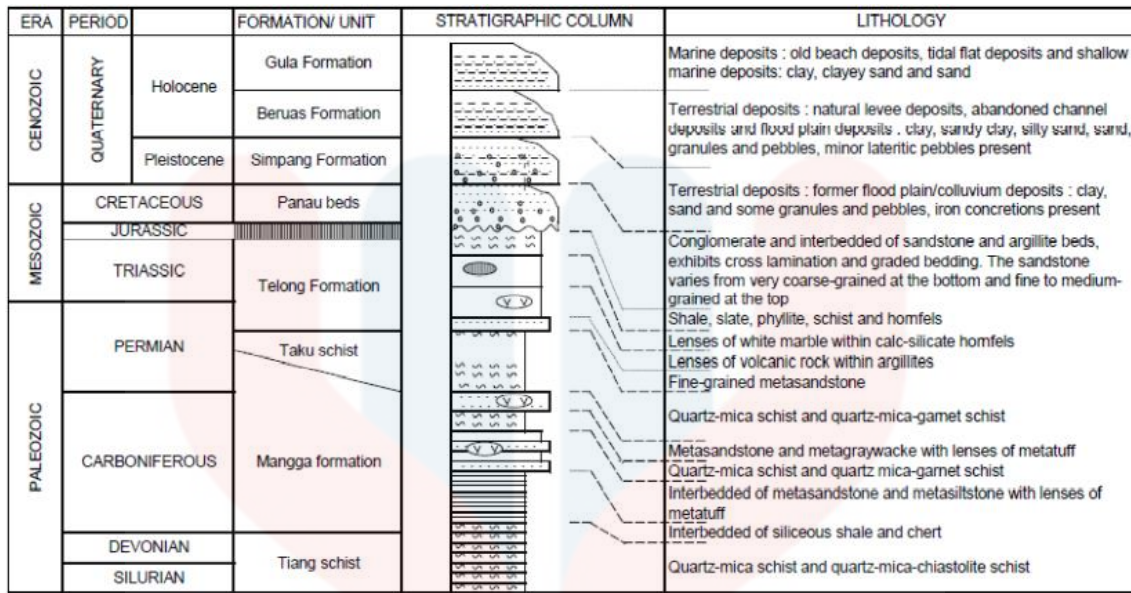 ERA PERIOD FORMATION/ UNIT STRATIGRAPHIC COLUMN LITHOLOGY
CENOZOIC
QUATERNARY
Holocene
Pleistocene
Gula Formation
Beruas Formation
Simpang Formation
Marine deposits : old beach deposits, tidal flat deposits and shallow
marine deposits: clay, clayey sand and sand
Terrestrial deposits : natural levee deposits, abandoned channel
deposits and flood plain deposits : clay, sandy clay, silty sand, sand,
granules and pebbles, minor lateritic pebbles present
MESOZOIC
CRETACEOUS
Panau beds
JURASSIC
TRIASSIC
Telong Formation
Terrestrial deposits : former flood plain/colluvium deposits : clay,
sand and some granules and pebbles, iron concretions present
Conglomerate and interbedded of sandstone and argillite beds,
exhibits cross lamination and graded bedding. The sandstone
varies from very coarse-grained at the bottom and fine to medium-
grained at the top
Shale, slate, phyllite, schist and hornfels
PALEOZOIC
PERMIAN
Taku schist
Lenses of white marble within calc-silicate hornfels
Lenses of volcanic rock within argillites
Fine-grained metasandstone
Quartz-mica schist and quartz-mica-garnet schist
CARBONIFEROUS
Mangga formation
Metasandstone and metagraywacke with lenses of metatuff
Quartz-mica schist and quartz mica-garnet schist
Interbedded of metasandstone and metasiltstone with lenses of
metatuff
Interbedded of siliceous shale and chert
DEVONIAN
SILURIAN
Tiang schist
Quartz-mica schist and quartz-mica-chiastolite schist